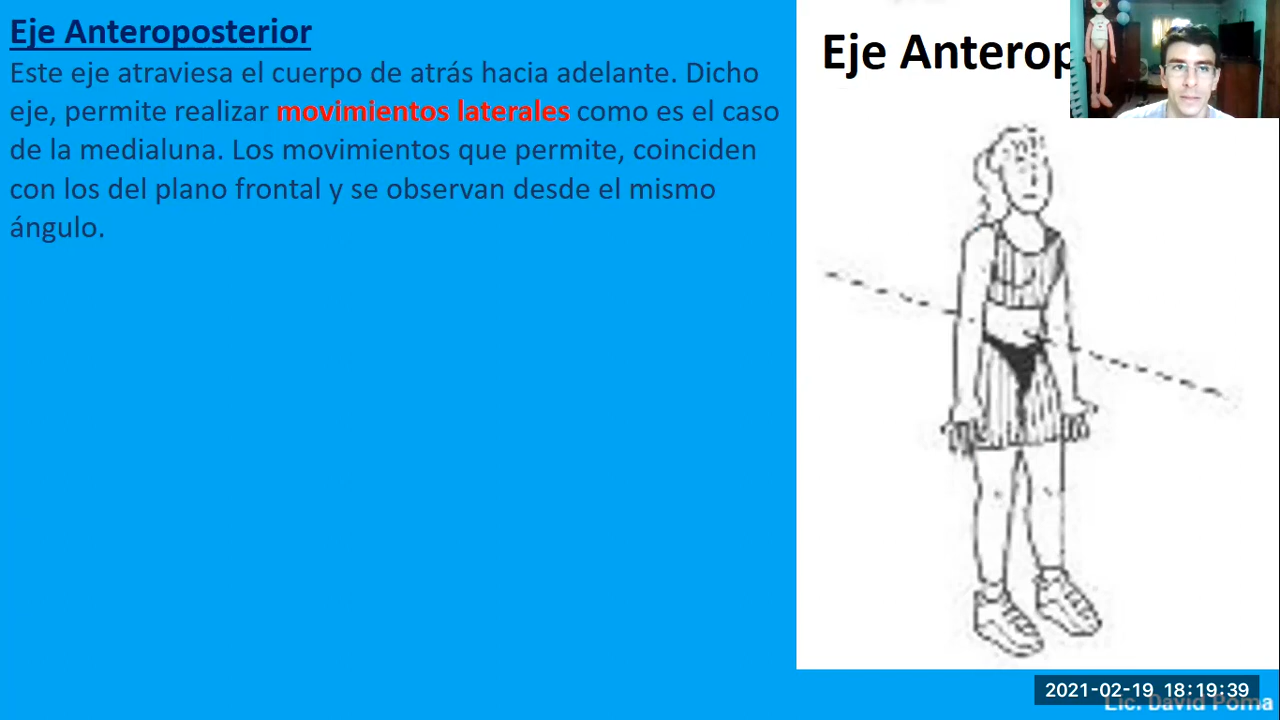 Eje Anteroposterior
Este eje atraviesa el cuerpo de atrás hacia adelante. Dicho
eje, permite realizar movimientos laterales como es el caso
de la medialuna. Los movimientos que permite, coinciden
con los del plano frontal y se observan desde el mismo
ángulo.
Eje Anterop
2021-02-19 18:19:39
Lic. David Poma